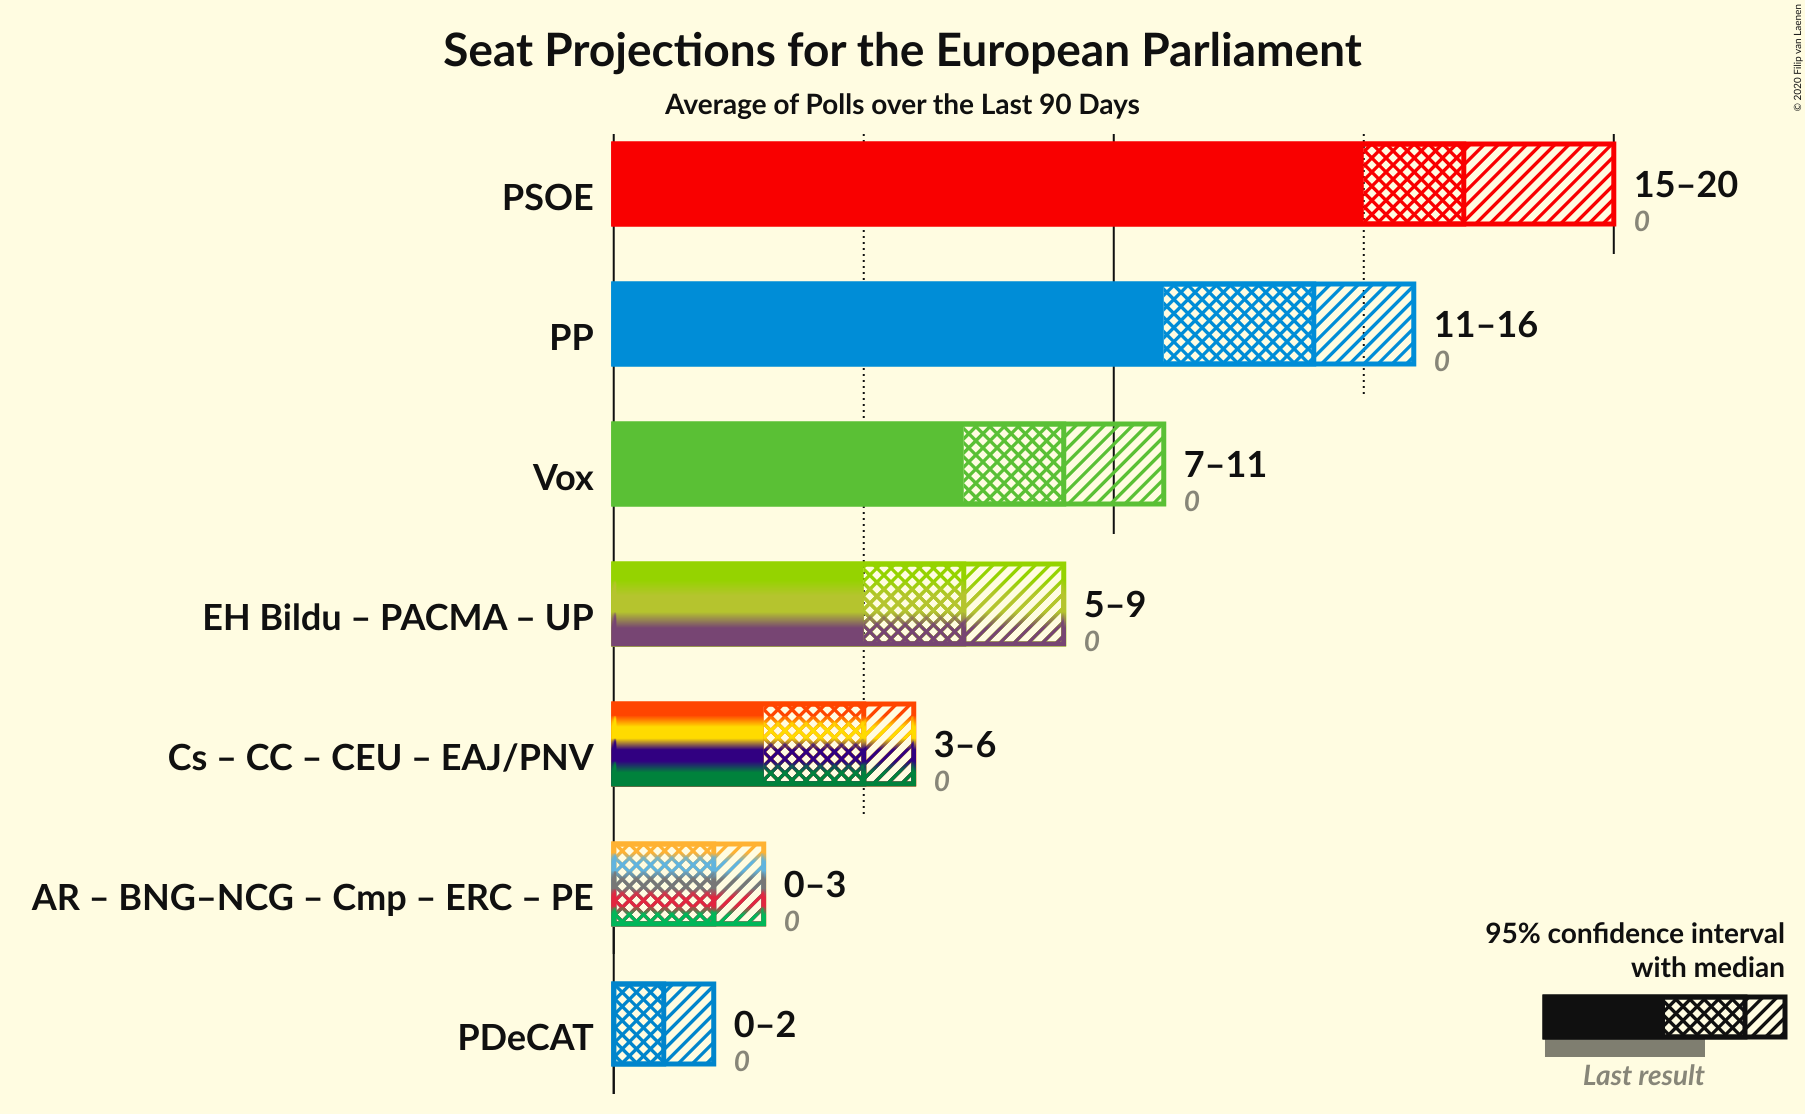 Seat Projections for the European Parliament
Average of Polls over the Last 90 Days
© 2020 Filip van Laenen
PSOE
15–20
0
PP
11–16
0
Vox
7–11
0
EH Bildu – PACMA – UP
5–9
0
Cs – CC – CEU – EAJ/PNV
3–6
0
AR – BNG–NCG – Cmp – ERC – PE
0–3
0
PDeCAT
0–2
0
95% confidence interval
with median
Last result